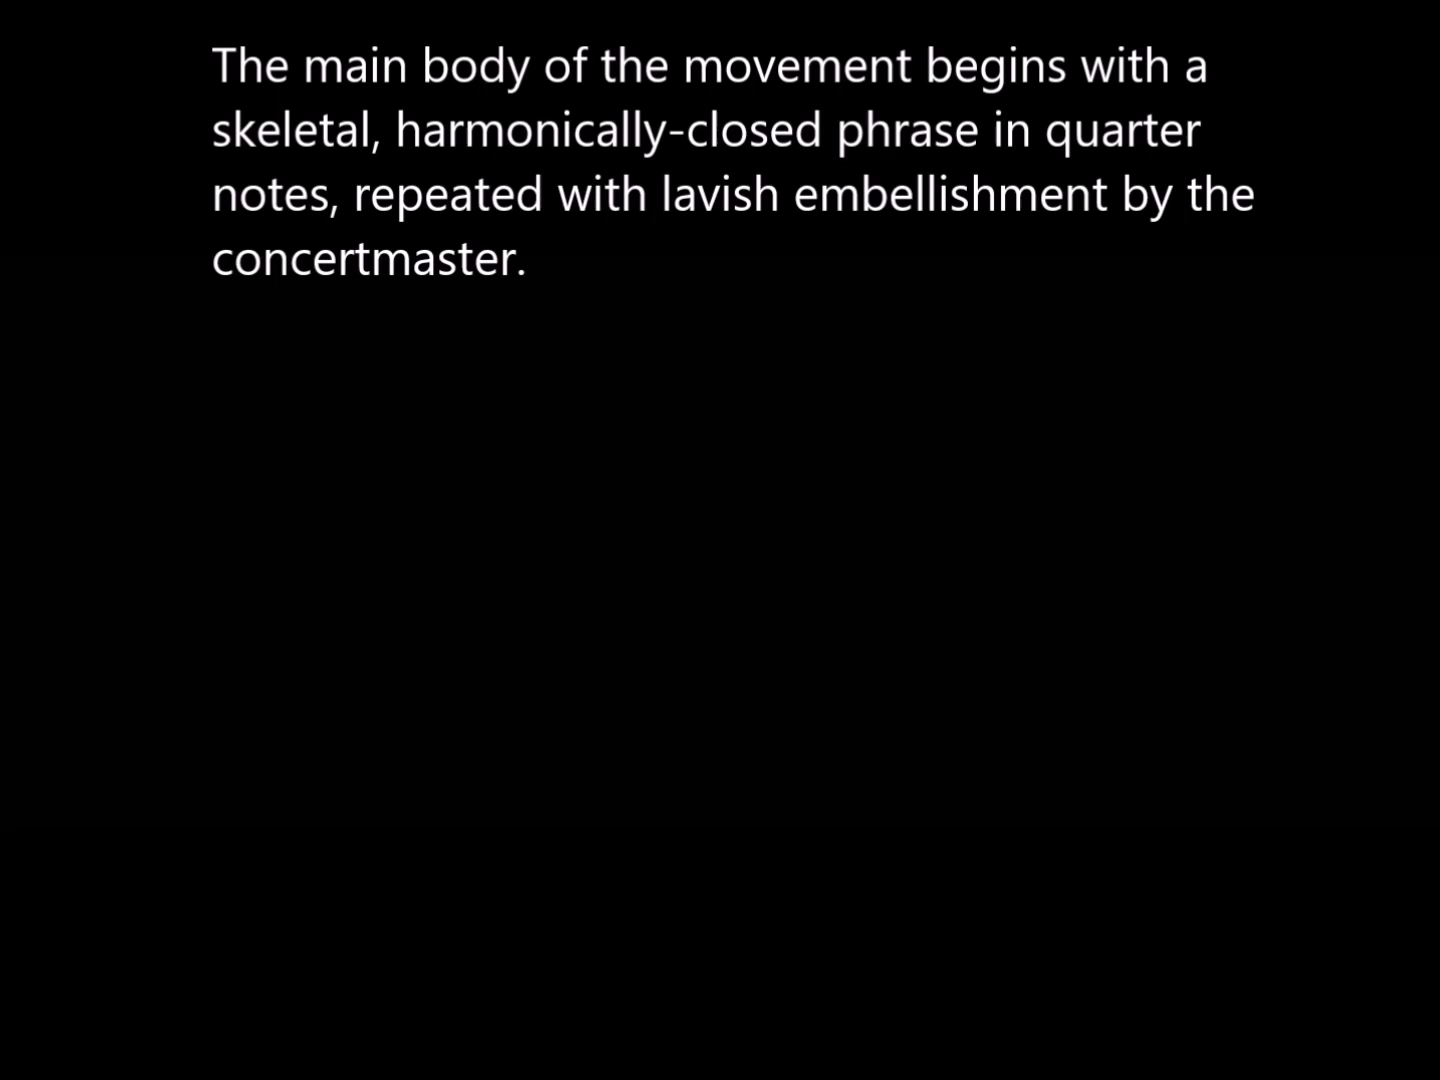 The main body of the movement begins with a
skeletal, harmonically-closed phrase in quarter
notes, repeated with lavish embellishment by the
concertmaster.